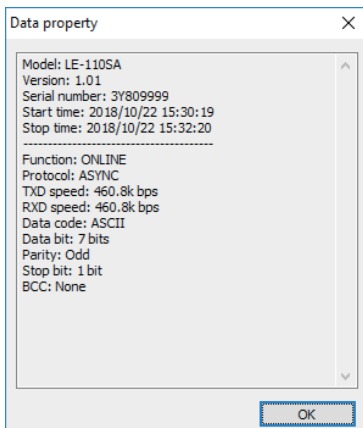 Data property
Model: LE-110SA
Version: 1.01
Serial number: 3Y809999
Start time: 2018/10/22 15:30:19
Stop time: 2018/10/22 15:32:20
---------------------------------------
Function: ONLINE
Protocol: ASYNC
TXD speed: 460.8k bps
RXD speed: 460.8k bps
Data code: ASCII
Data bit: 7 bits
Parity: Odd
Stop bit: 1 bit
BCC: None
OK